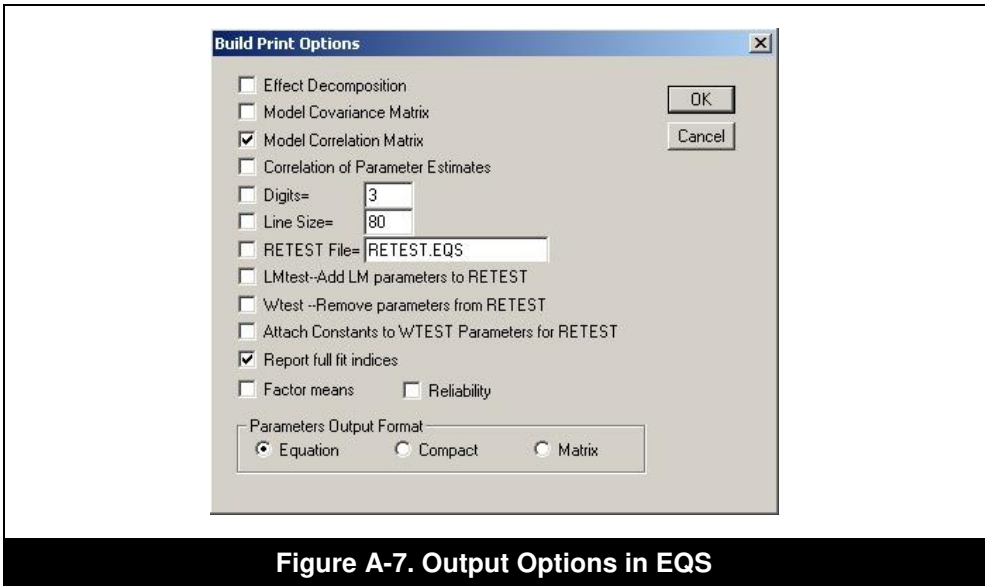 Build Print Options
Effect Decomposition
OK
Model Covariance Matrix
Model Correlation Matrix
Cancel
Correlation of Parameter Estimates
Digits= 3
Line Size= 80
RETEST File= RETEST.EQS
LMtest--Add LM parameters to RETEST
Wtest --Remove parameters from RETEST
Attach Constants to WTEST Parameters for RETEST
Report full fit indices
Factor means Reliability
Parameters Output Format
Equation Compact Matrix
Figure A-7. Output Options in EQS